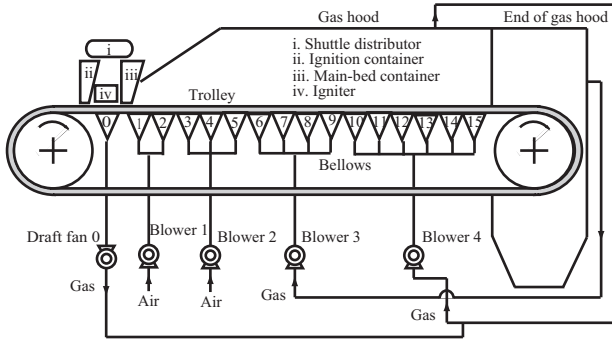 Gas hood
End of gas hood
i
ii
iii
iv
i. Shuttle distributor
ii. Ignition container
iii. Main-bed container
iv. Igniter
Trolley
0 1 2 3 4 5 6 7 8 9 10 11 12 13 14 15
Bellows
Draft fan 0
Blower 1
Blower 2
Blower 3
Blower 4
Gas
Air
Air
Gas
Gas